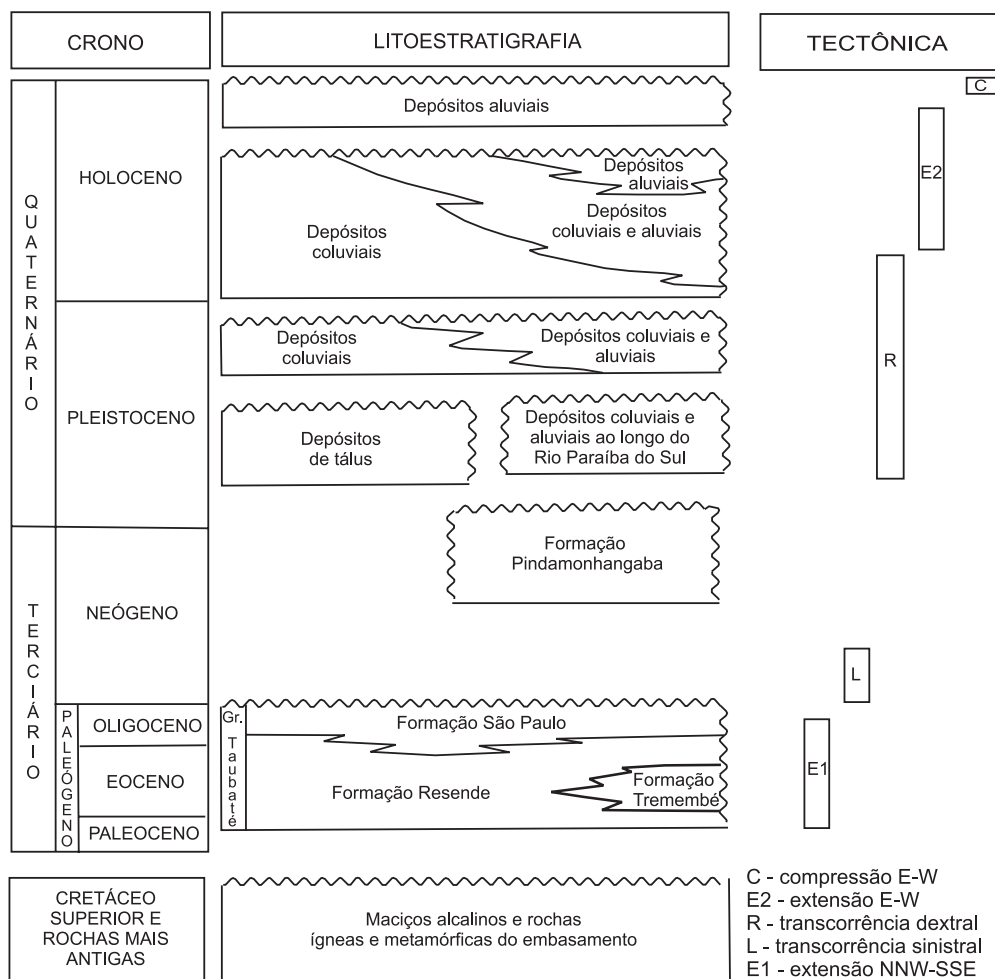 CRONO
LITOESTRATIGRAFIA
TECTÔNICA
QUATERNÁRIO
HOLOCENO
PLEISTOCENO
TERCIÁRIO
NEÓGENO
PALEÓGENO
OLIGOCENO
EOCENO
PALEOCENO
CRETÁCEO
SUPERIOR E
ROCHAS MAIS
ANTIGAS
Depósitos aluviais
Depósitos
aluviais
Depósitos
coluviais e aluviais
Depósitos
coluviais
Depósitos
coluviais
Depósitos coluviais e
aluviais
Depósitos
de tálus
Depósitos coluviais e
aluviais ao longo do
Rio Paraíba do Sul
Formação
Pindamonhangaba
Gr.
Taubaté
Formação São Paulo
Formação Resende
Formação
Tremembé
Maciços alcalinos e rochas
ígneas e metamórficas do embasamento
C
E2
R
L
E1
C - compressão E-W
E2 - extensão E-W
R - transcorrência dextral
L - transcorrência sinistral
E1 - extensão NNW-SSE